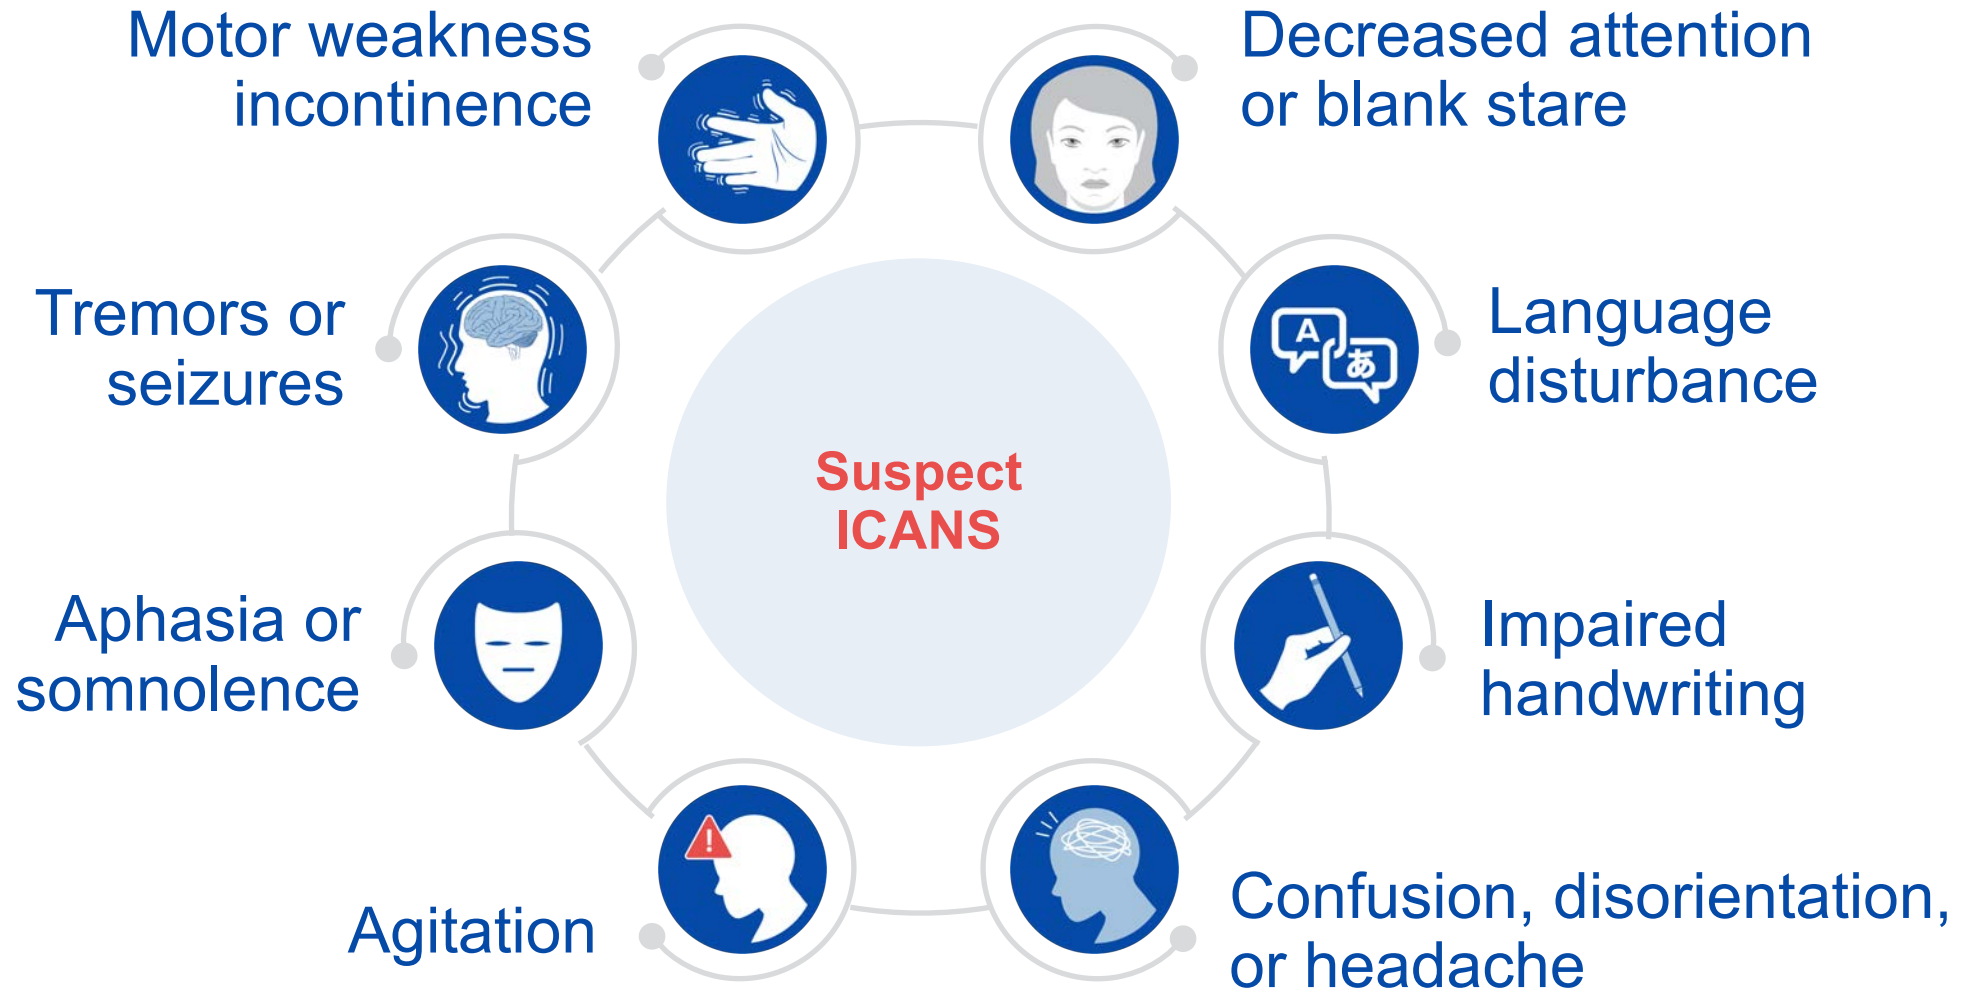 Motor weakness
incontinence
Decreased attention
or blank stare
Tremors or
seizures
A
あ
Language
disturbance
Suspect
ICANS
Aphasia or
somnolence
Impaired
handwriting
!
Agitation
Confusion, disorientation,
or headache